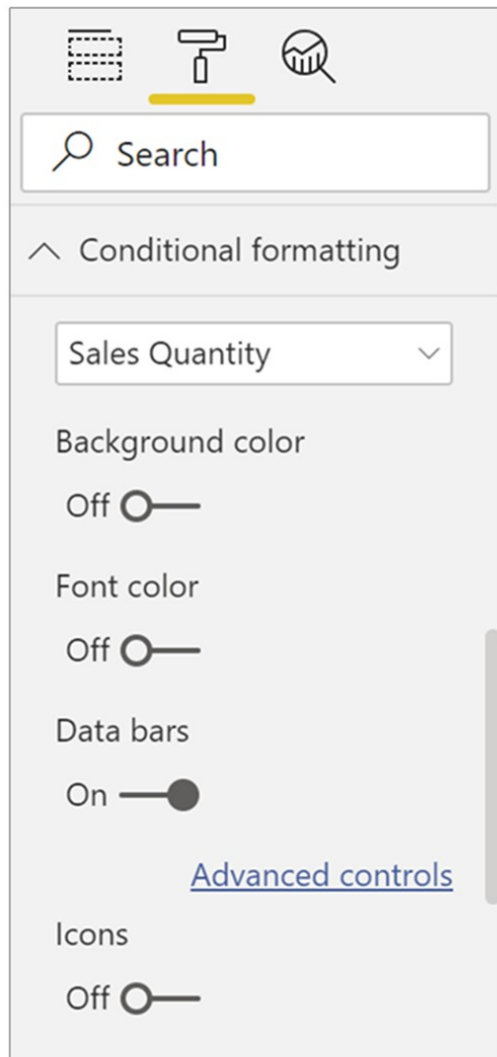 Search
Conditional formatting
Sales Quantity
Background color
Off
Font color
Off
Data bars
On
Advanced controls
Icons
Off